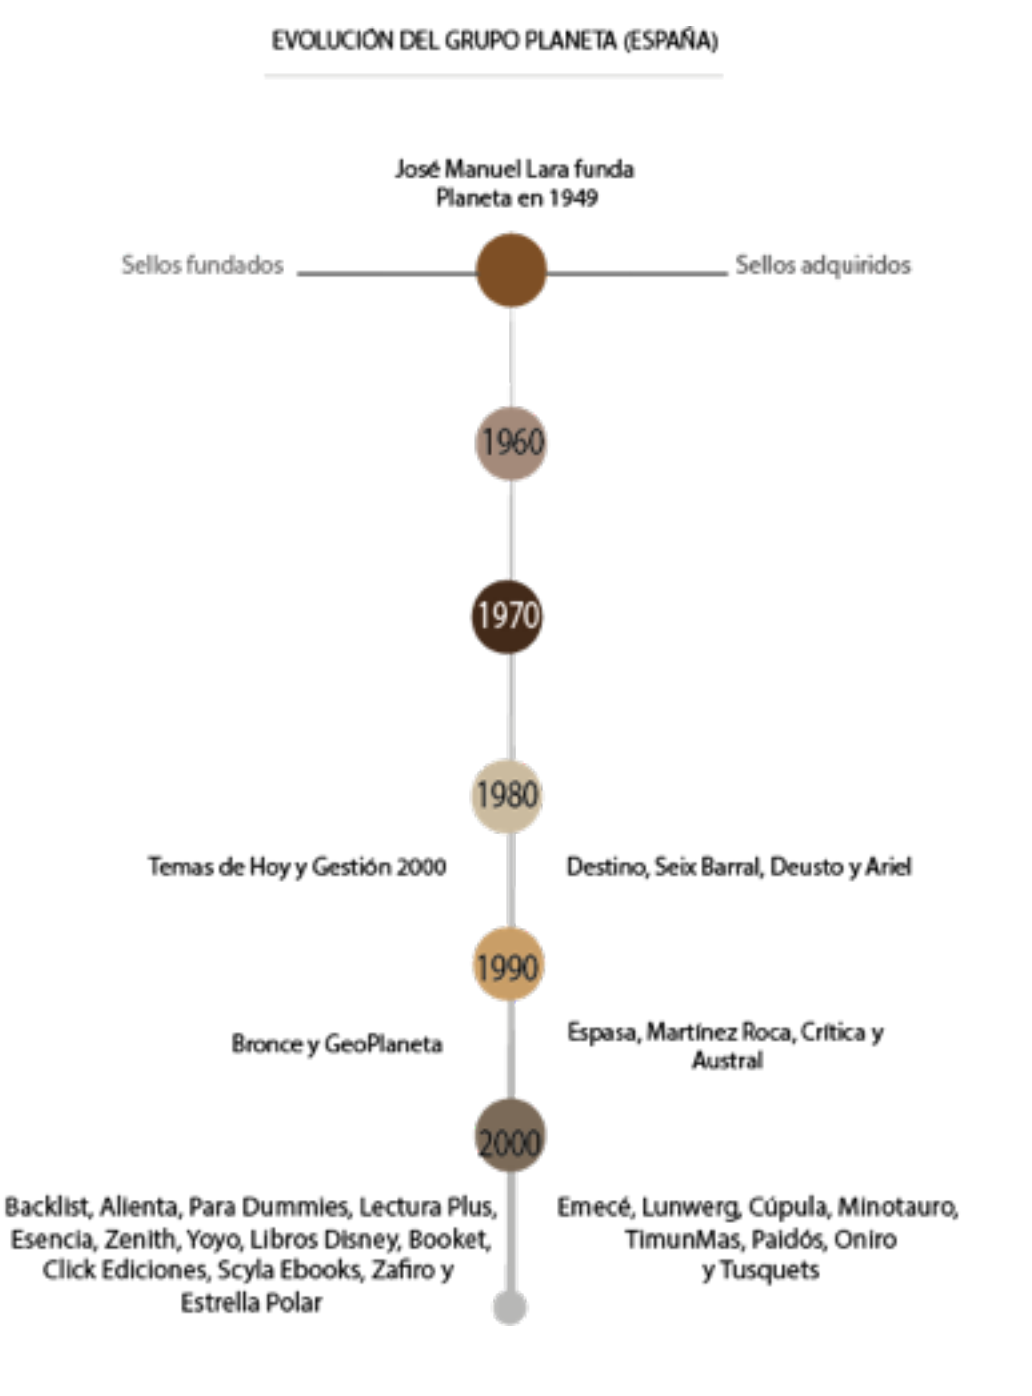 EVOLUCIÓN DEL GRUPO PLANETA (ESPAÑA)
José Manuel Lara funda
Planeta en 1949
Sellos fundados
Sellos adquiridos
1960
1970
1980
Temas de Hoy y Gestión 2000
Destino, Seix Barral, Deusto y Ariel
1990
Bronce y GeoPlaneta
Espasa, Martínez Roca, Crítica y
Austral
2000
Backlist, Alienta, Para Dummies, Lectura Plus,
Esencia, Zenith, Yoyo, Libros Disney, Booket,
Click Ediciones, Scyla Ebooks, Zafiro y
Estrella Polar
Emecé, Lunwerg, Cúpula, Minotauro,
TimunMas, Paidós, Oniro
y Tusquets